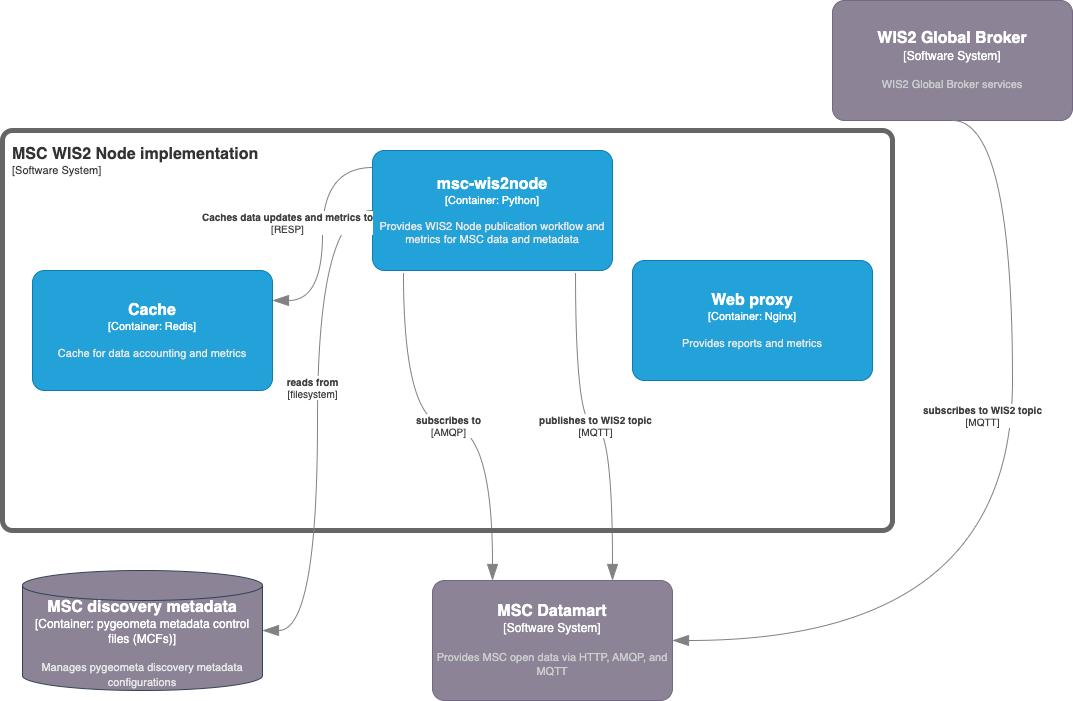 WIS2 Global Broker
[Software System]
WIS2 Global Broker services
MSC WIS2 Node implementation
[Software System]
msc-wis2node
[Container: Python]
Provides WIS2 Node publication workflow and
metrics for MSC data and metadata
Caches data updates and metrics to
[RESP]
Cache
[Container: Redis]
Cache for data accounting and metrics
Web proxy
[Container: Nginx]
Provides reports and metrics
reads from
[filesystem]
subscribes to
[AMQP]
publishes to WIS2 topic
[MQTT]
subscribes to WIS2 topic
[MQTT]
MSC discovery metadata
[Container: pygeometa metadata control
files (MCFs)]
Manages pygeometa discovery metadata
configurations
MSC Datamart
[Software System]
Provides MSC open data via HTTP, AMQP, and
MQTT